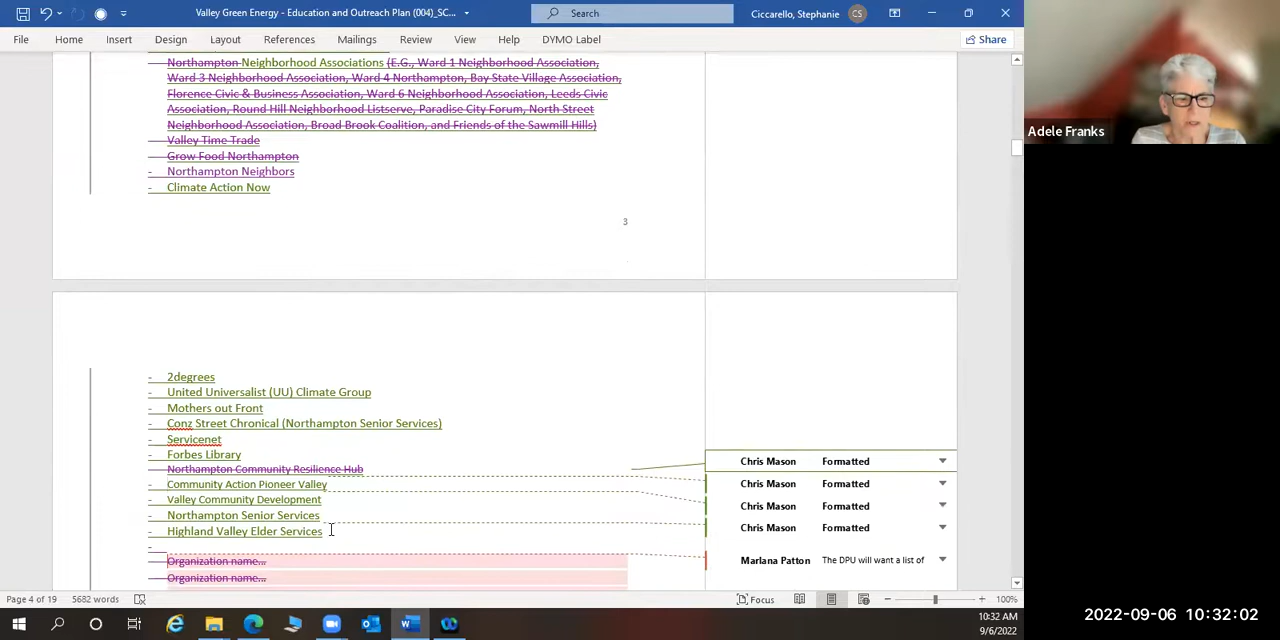 Valley Green Energy - Education and Outreach Plan (004)_SC...
Search
Ciccarello, Stephanie
CS
File Home Insert Design Layout References Mailings Review View Help DYMO Label
Share
Northampton Neighborhood Associations (E.G., Ward 1 Neighborhood Association,
Ward 3 Neighborhood Association, Ward 4 Northampton, Bay State Village Association,
Florence Civic & Business Association, Ward 6 Neighborhood Association, Leeds Civic
Association, Round Hill Neighborhood Listserve, Paradise City Forum, North Street
Neighborhood Association, Broad Brook Coalition, and Friends of the Sawmill Hills)
- Valley Time Trade
- Grow Food Northampton
- Northampton Neighbors
- Climate Action Now
3
- 2degrees
- United Universalist (UU) Climate Group
- Mothers out Front
- Conz Street Chronical (Northampton Senior Services)
- Servicenet
- Forbes Library
- Northampton Community Resilience Hub
- Community Action Pioneer Valley
- Valley Community Development
- Northampton Senior Services
- Highland Valley Elder Services
-
Organization name...
Organization name...
Chris Mason Formatted
Chris Mason Formatted
Chris Mason Formatted
Chris Mason Formatted
Marlana Patton The DPU will want a list of
Page 4 of 19 5682 words
Focus
100%
10:32 AM
9/6/2022
Adele Franks
2022-09-06 10:32:02